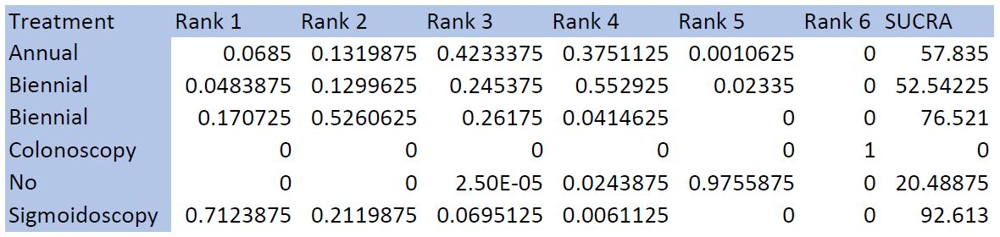 Treatment Rank 1 Rank 2 Rank 3 Rank 4 Rank 5 Rank 6 SUCRA
Annual 0.0685 0.1319875 0.4233375 0.3751125 0.0010625 0 57.835
Biennial 0.0483875 0.1299625 0.245375 0.552925 0.02335 0 52.54225
Biennial 0.170725 0.5260625 0.26175 0.0414625 0 0 76.521
Colonoscopy 0 0 0 0 0 1 0
No 0 0 2.50E-05 0.0243875 0.9755875 0 20.48875
Sigmoidoscopy 0.7123875 0.2119875 0.0695125 0.0061125 0 0 92.613